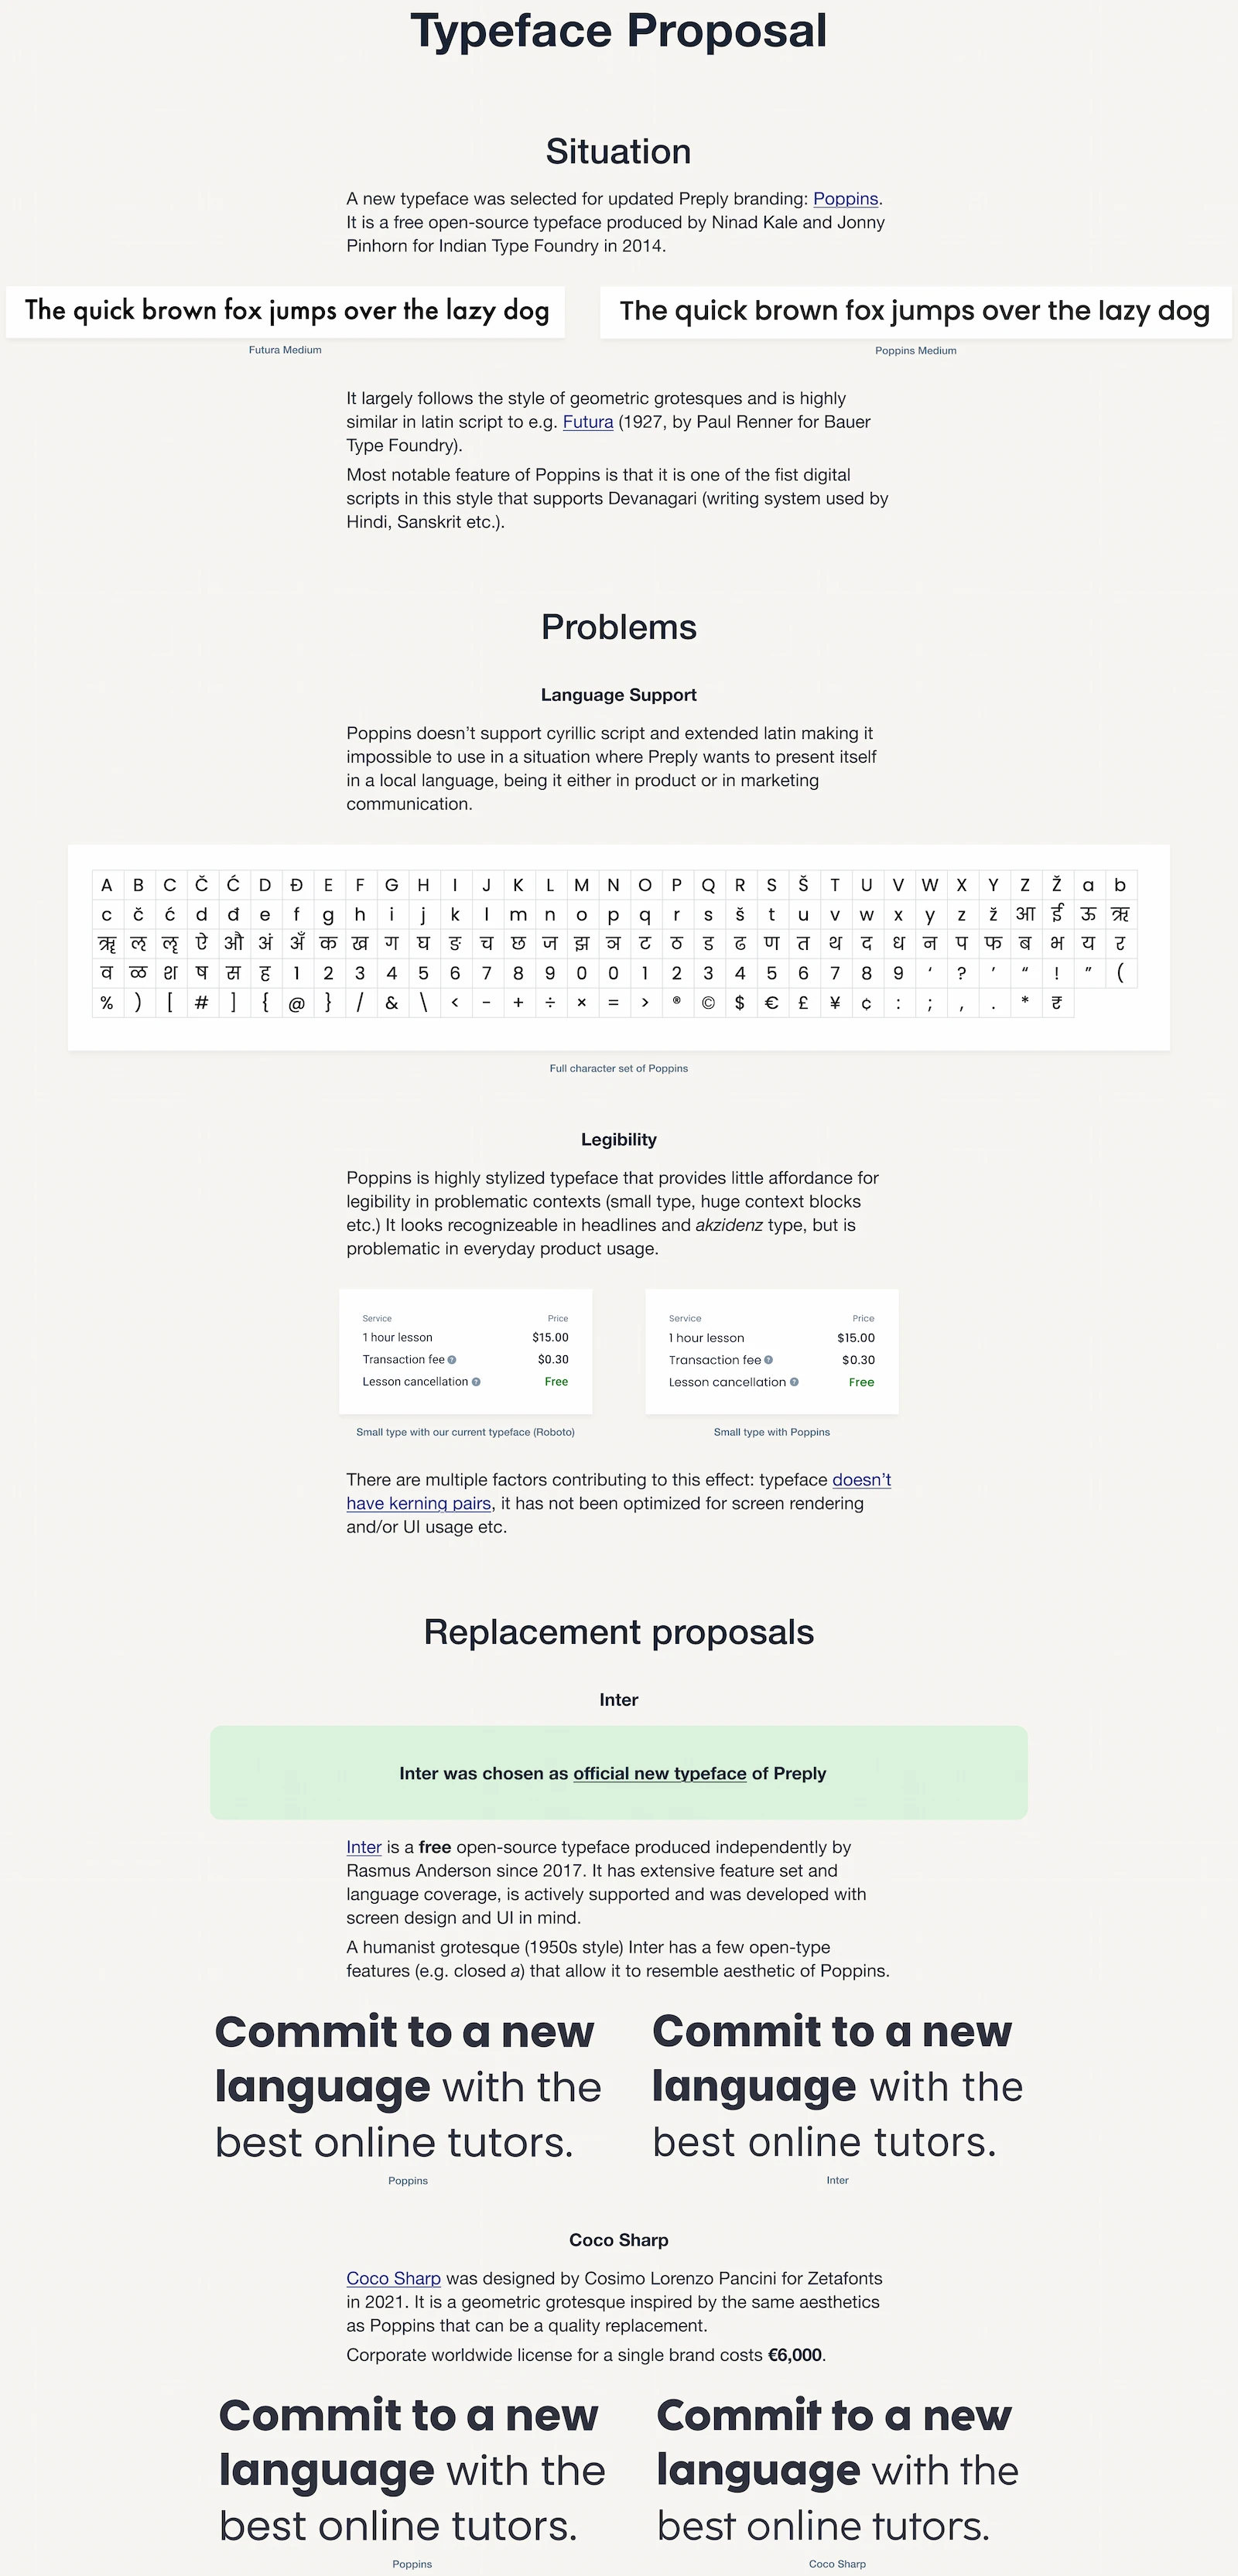 Typeface Proposal
Situation
A new typeface was selected for updated Preply branding: Poppins.
It is a free open-source typeface produced by Ninad Kale and Jonny
Pinhorn for Indian Type Foundry in 2014.
The quick brown fox jumps over the lazy dog
Futura Medium
The quick brown fox jumps over the lazy dog
Poppins Medium
It largely follows the style of geometric grotesques and is highly
similar in latin script to e.g. Futura (1927, by Paul Renner for Bauer
Type Foundry).
Most notable feature of Poppins is that it is one of the fist digital
scripts in this style that supports Devanagari (writing system used by
Hindi, Sanskrit etc.).
Problems
Language Support
Poppins doesn’t support cyrillic script and extended latin making it
impossible to use in a situation where Preply wants to present itself
in a local language, being it either in product or in marketing
communication.
A B C Č Ć D Đ E F G H I J K L M N O P Q R S Š T U V W X Y Z Ž a b
c č ć d đ e f g h i j k l m n o p q r s š t u v w x y z ž आ ई ऊ ऋ
ॠ ऌ ॡ ऐ औ अं अँ क ख ग घ ङ च छ ज झ ञ ट ठ ड ढ ण त थ द ध न प फ ब भ य र
व ळ श ष स ह 1 2 3 4 5 6 7 8 9 0 0 1 2 3 4 5 6 7 8 9 ‘ ? ’ “ ! ” (
% ) [ # ] { @ } / & \ < - + ÷ × = > ® © $ € £ ¥ ¢ : ; , . * ₹
Full character set of Poppins
Legibility
Poppins is highly stylized typeface that provides little affordance for
legibility in problematic contexts (small type, huge context blocks
etc.) It looks recognizeable in headlines and akzidenz type, but is
problematic in everyday product usage.
Service Price
1 hour lesson $15.00
Transaction fee ? $0.30
Lesson cancellation ? Free
Small type with our current typeface (Roboto)
Service Price
1 hour lesson $15.00
Transaction fee ? $0.30
Lesson cancellation ? Free
Small type with Poppins
There are multiple factors contributing to this effect: typeface doesn’t
have kerning pairs, it has not been optimized for screen rendering
and/or UI usage etc.
Replacement proposals
Inter
Inter was chosen as official new typeface of Preply
Inter is a free open-source typeface produced independently by
Rasmus Anderson since 2017. It has extensive feature set and
language coverage, is actively supported and was developed with
screen design and UI in mind.
A humanist grotesque (1950s style) Inter has a few open-type
features (e.g. closed a) that allow it to resemble aesthetic of Poppins.
Commit to a new
language with the
best online tutors.
Poppins
Commit to a new
language with the
best online tutors.
Inter
Coco Sharp
Coco Sharp was designed by Cosimo Lorenzo Pancini for Zetafonts
in 2021. It is a geometric grotesque inspired by the same aesthetics
as Poppins that can be a quality replacement.
Corporate worldwide license for a single brand costs €6,000.
Commit to a new
language with the
best online tutors.
Poppins
Commit to a new
language with the
best online tutors.
Coco Sharp